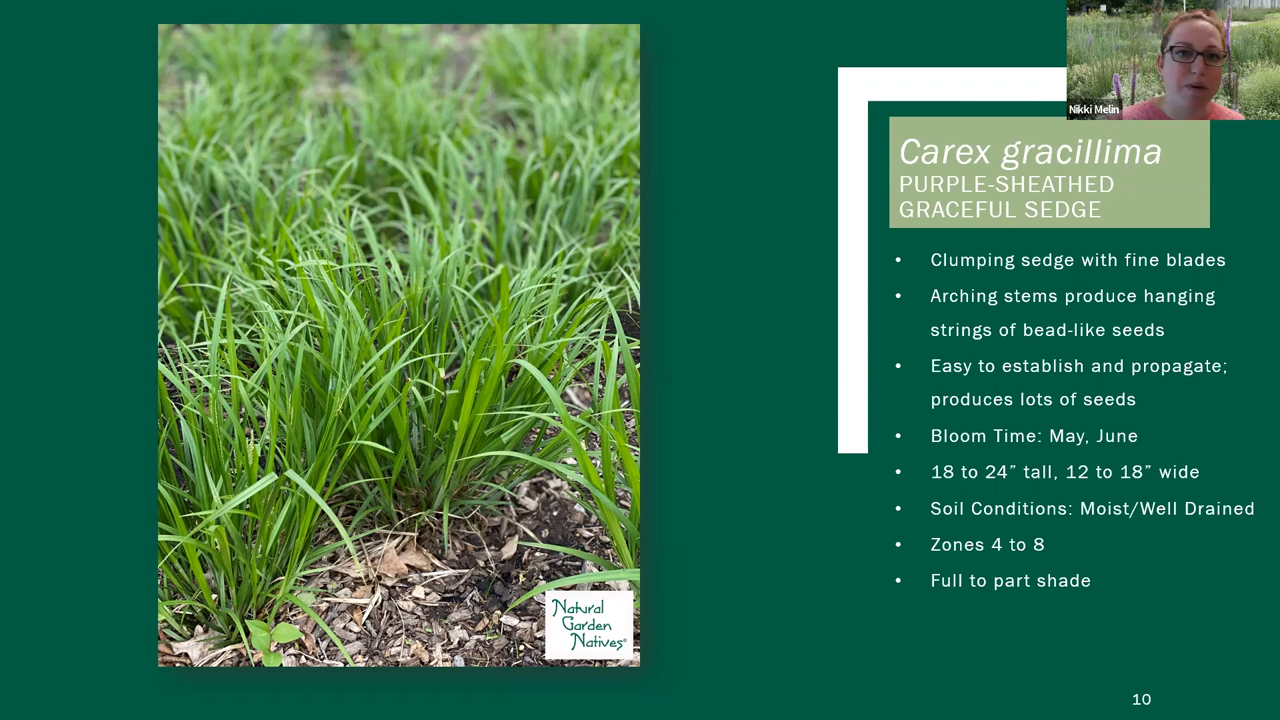 Nikki Melin
Carex gracillima
PURPLE-SHEATHED
GRACEFUL SEDGE
• Clumping sedge with fine blades
• Arching stems produce hanging
strings of bead-like seeds
• Easy to establish and propagate;
produces lots of seeds
• Bloom Time: May, June
• 18 to 24” tall, 12 to 18” wide
• Soil Conditions: Moist/Well Drained
• Zones 4 to 8
• Full to part shade
Natural
Garden
Natives®
10